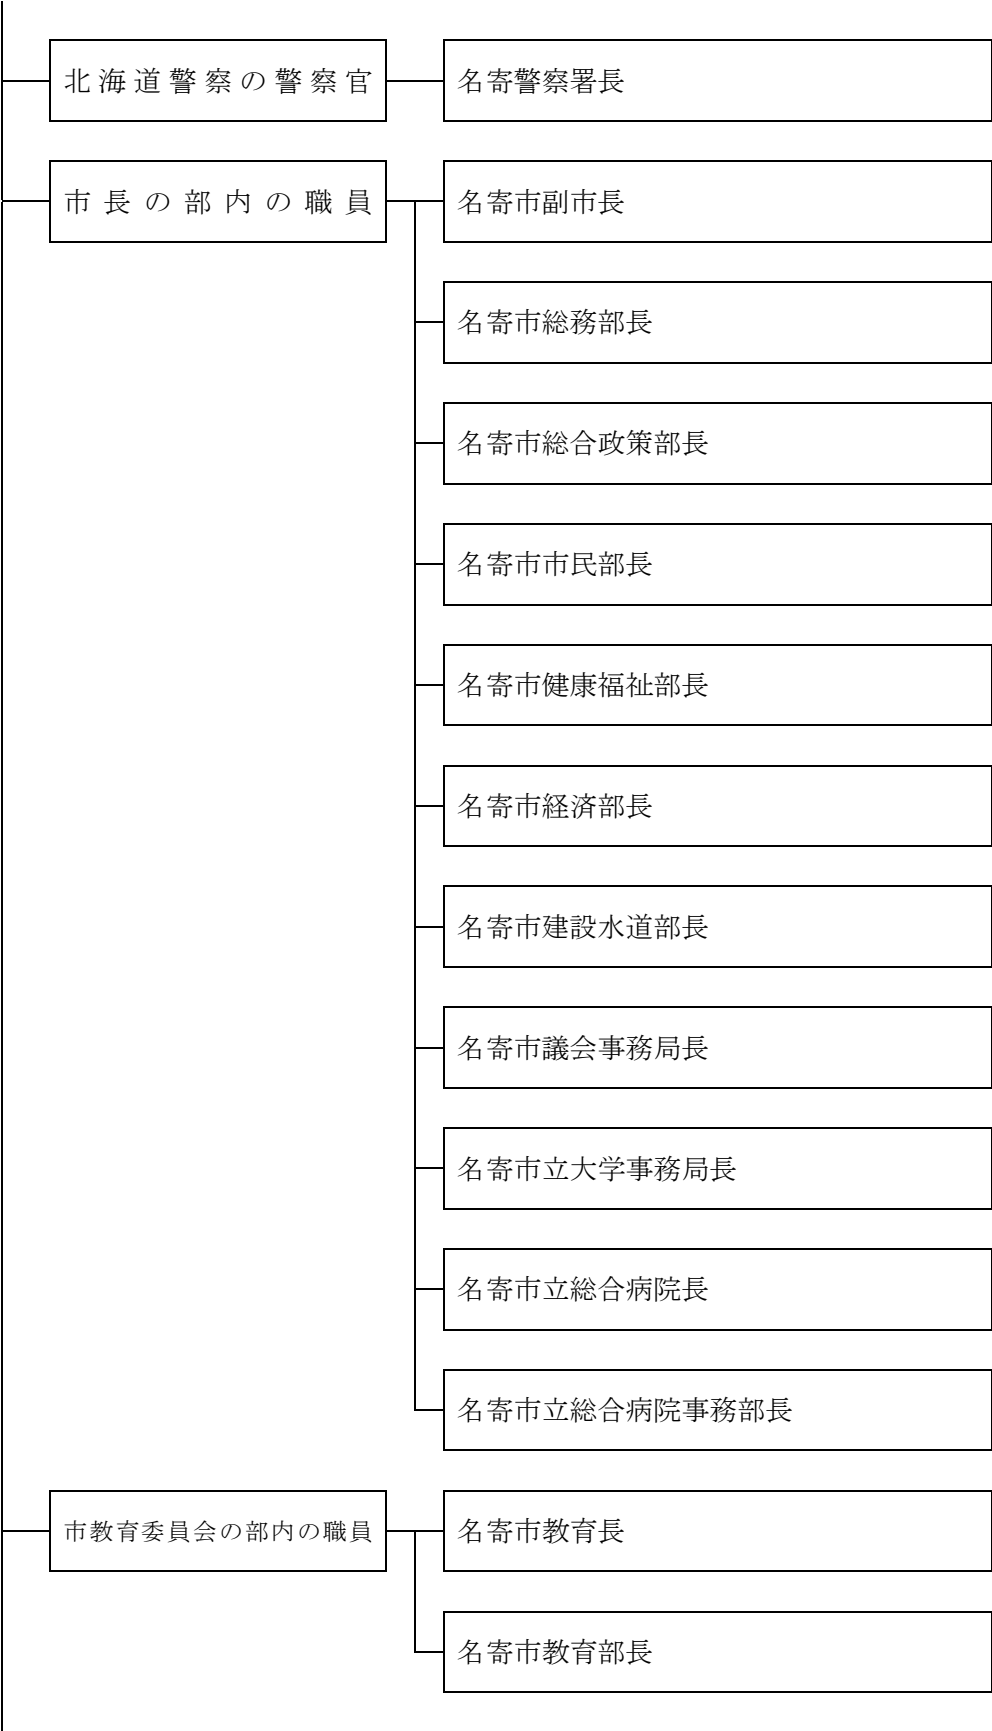 北海道警察の警察官
名寄警察署長
市長の部内の職員
名寄市副市長
名寄市総務部長
名寄市総合政策部長
名寄市市民部長
名寄市健康福祉部長
名寄市経済部長
名寄市建設水道部長
名寄市議会事務局長
名寄市立大学事務局長
名寄市立総合病院長
名寄市立総合病院事務部長
市教育委員会の部内の職員
名寄市教育長
名寄市教育部長